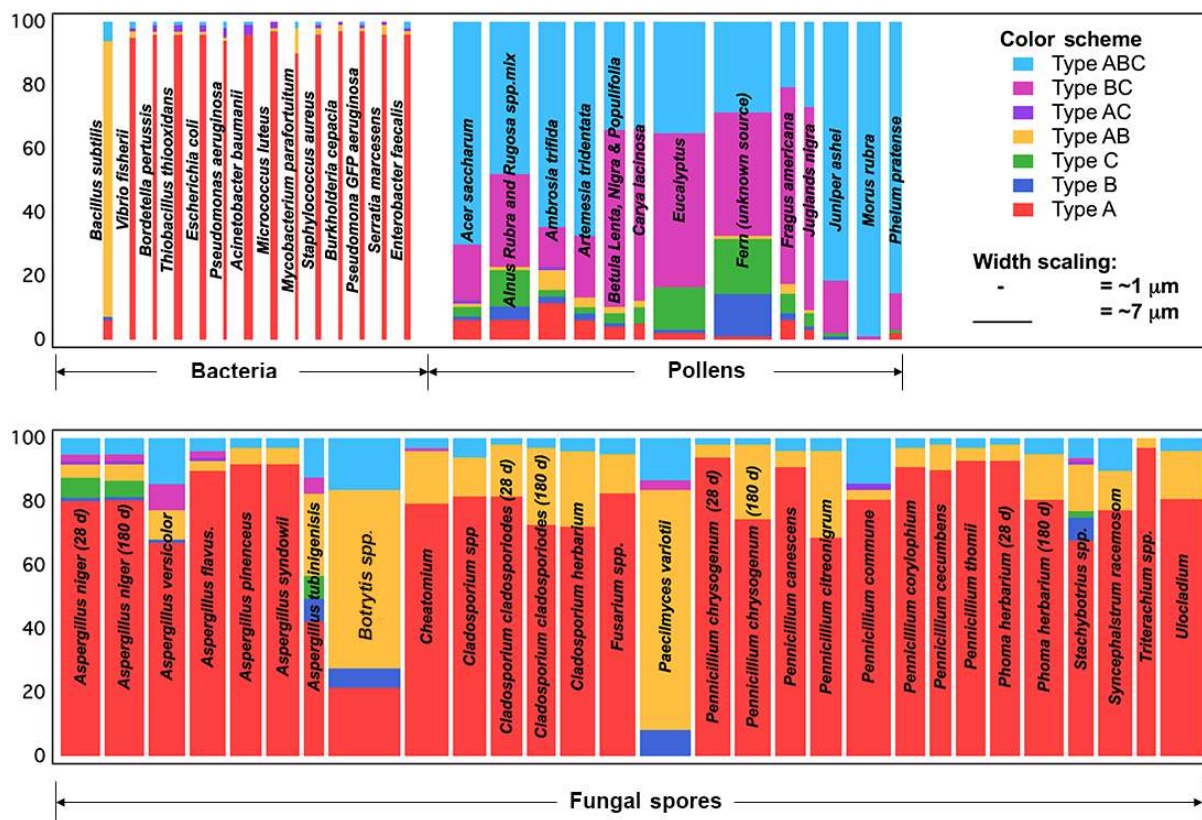 100
80
60
40
20
0
Bacillus subtilis
Vibrio fisherii
Bordetella pertussis
Thiobacillus thiooxidans
Escherichia coli
Pseudomonas aeruginosa
Acinetobacter baumanii
Micrococcus luteus
Mycobacterium parafortuitum
Staphylococcus aureus
Burkholderia cepacia
Pseudomona GFP aeruginosa
Serratia marcesens
Enterobacter faecalis
Acer saccharum
Alnus Rubra and Rugosa spp.mix
Ambrosia trifida
Artemesia tridentata
Betula Lenta, Nigra & Populifolia
Carya lacinosa
Eucalyptus
Fern (unknown source)
Fragus americana
Juglands nigra
Juniper ashei
Morus rubra
Phelum pratense
Color scheme
Type ABC
Type BC
Type AC
Type AB
Type C
Type B
Type A
Width scaling:
- = ~1 μm
= ~7 μm
Bacteria
Pollens
100
80
60
40
20
0
Aspergillus niger (28 d)
Aspergillus niger (180 d)
Aspergillus versicolor
Aspergillus flavus.
Aspergillus pinenceus
Aspergillus syndowii
Aspergillus tubinigenisis
Botrytis spp.
Cheatomium
Cladosporium spp
Cladosporium cladosporiodes (28 d)
Cladosporium cladosporiodes (180 d)
Cladosporium herbarium
Fusarium spp.
Paecilmyces variotii
Pennicillium chrysogenum (28 d)
Pennicillium chrysogenum (180 d)
Pennicillium canescens
Pennicillium citreonigrum
Pennicillium commune
Pennicillium corylophium
Pennicillium cecumbens
Pennicillium thomii
Phoma herbarium (28 d)
Phoma herbarium (180 d)
Stachybotrius spp.
Syncephalstrum racemosom
Triterachium spp.
Ulocladium
Fungal spores